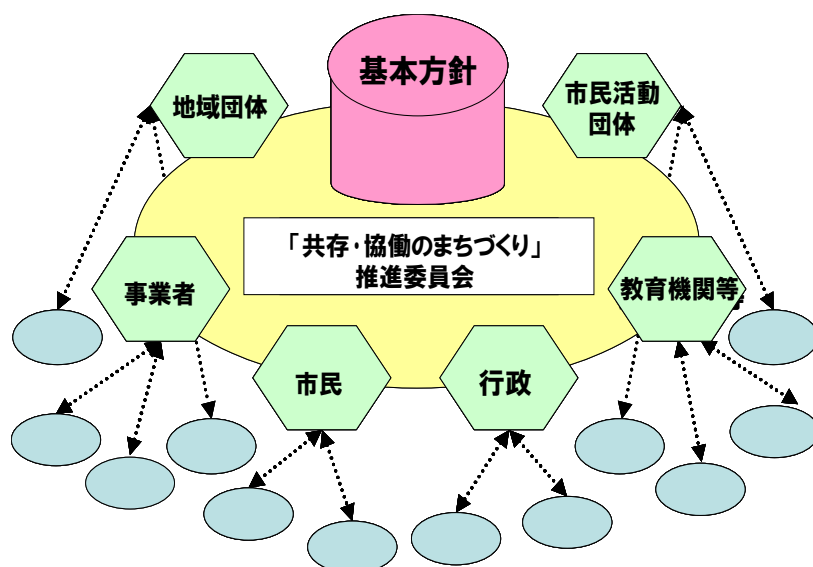 基本方針
地域団体
市民活動
団体
「共存・協働のまちづくり」
推進委員会
事業者
教育機関等
市民
行政